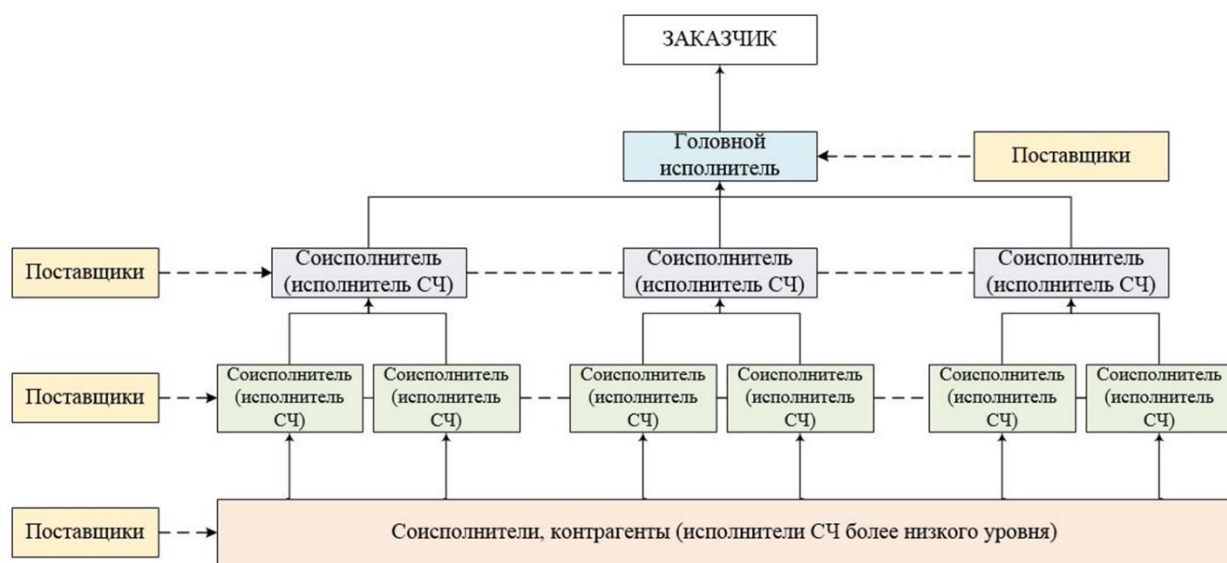 ЗАКАЗЧИК
Головной
исполнитель
Поставщики
Поставщики
Соисполнитель
(исполнитель СЧ)
Соисполнитель
(исполнитель СЧ)
Соисполнитель
(исполнитель СЧ)
Поставщики
Соисполнитель
(исполнитель
СЧ)
Соисполнитель
(исполнитель
СЧ)
Соисполнитель
(исполнитель
СЧ)
Соисполнитель
(исполнитель
СЧ)
Соисполнитель
(исполнитель
СЧ)
Соисполнитель
(исполнитель
СЧ)
Поставщики
Соисполнители, контрагенты (исполнители СЧ более низкого уровня)